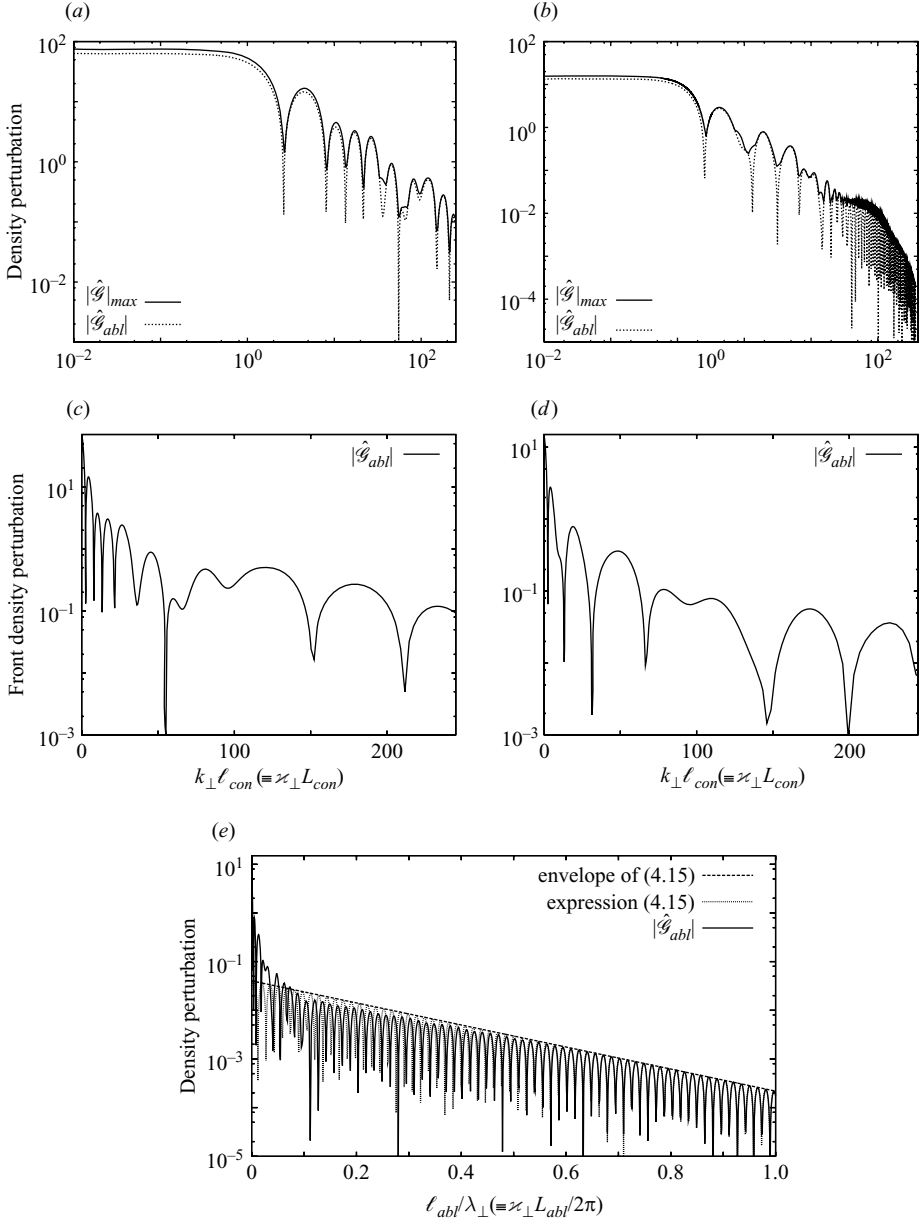 (a)
(b)
10^2
10^0
10^−2
Density perturbation
|𝒢̂|max
|𝒢̂abl|
10^−2
10^0
10^2
10^2
10^0
10^−2
10^−4
|𝒢̂|max
|𝒢̂abl|
10^−2
10^0
10^2
(c)
(d)
10^1
10^−1
10^−3
Front density perturbation
|𝒢̂abl|
0
100
200
k⊥ℓcon (≡ϰ⊥Lcon)
10^1
10^−1
10^−3
|𝒢̂abl|
0
100
200
k⊥ℓcon (≡ϰ⊥Lcon)
(e)
10^1
10^−1
10^−3
10^−5
Density perturbation
envelope of (4.15)
expression (4.15)
|𝒢̂abl|
0
0.2
0.4
0.6
0.8
1.0
ℓabl/λ⊥(≡ϰ⊥Labl/2π)